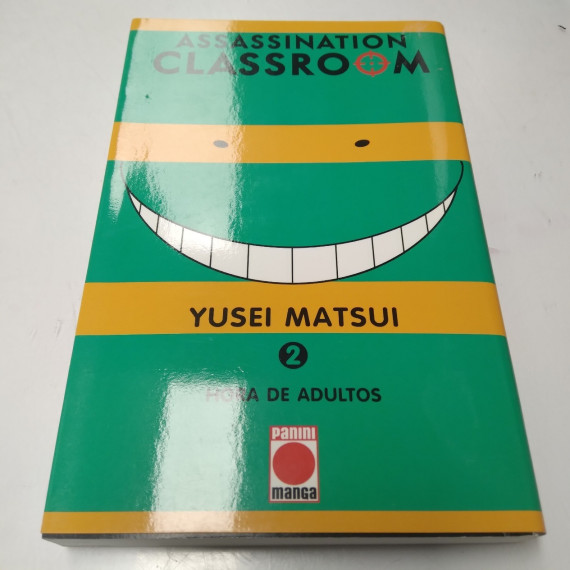 ASSASSINATION
CLASSROOM
YUSEI MATSUI
2
HORA DE ADULTOS
panini
manga